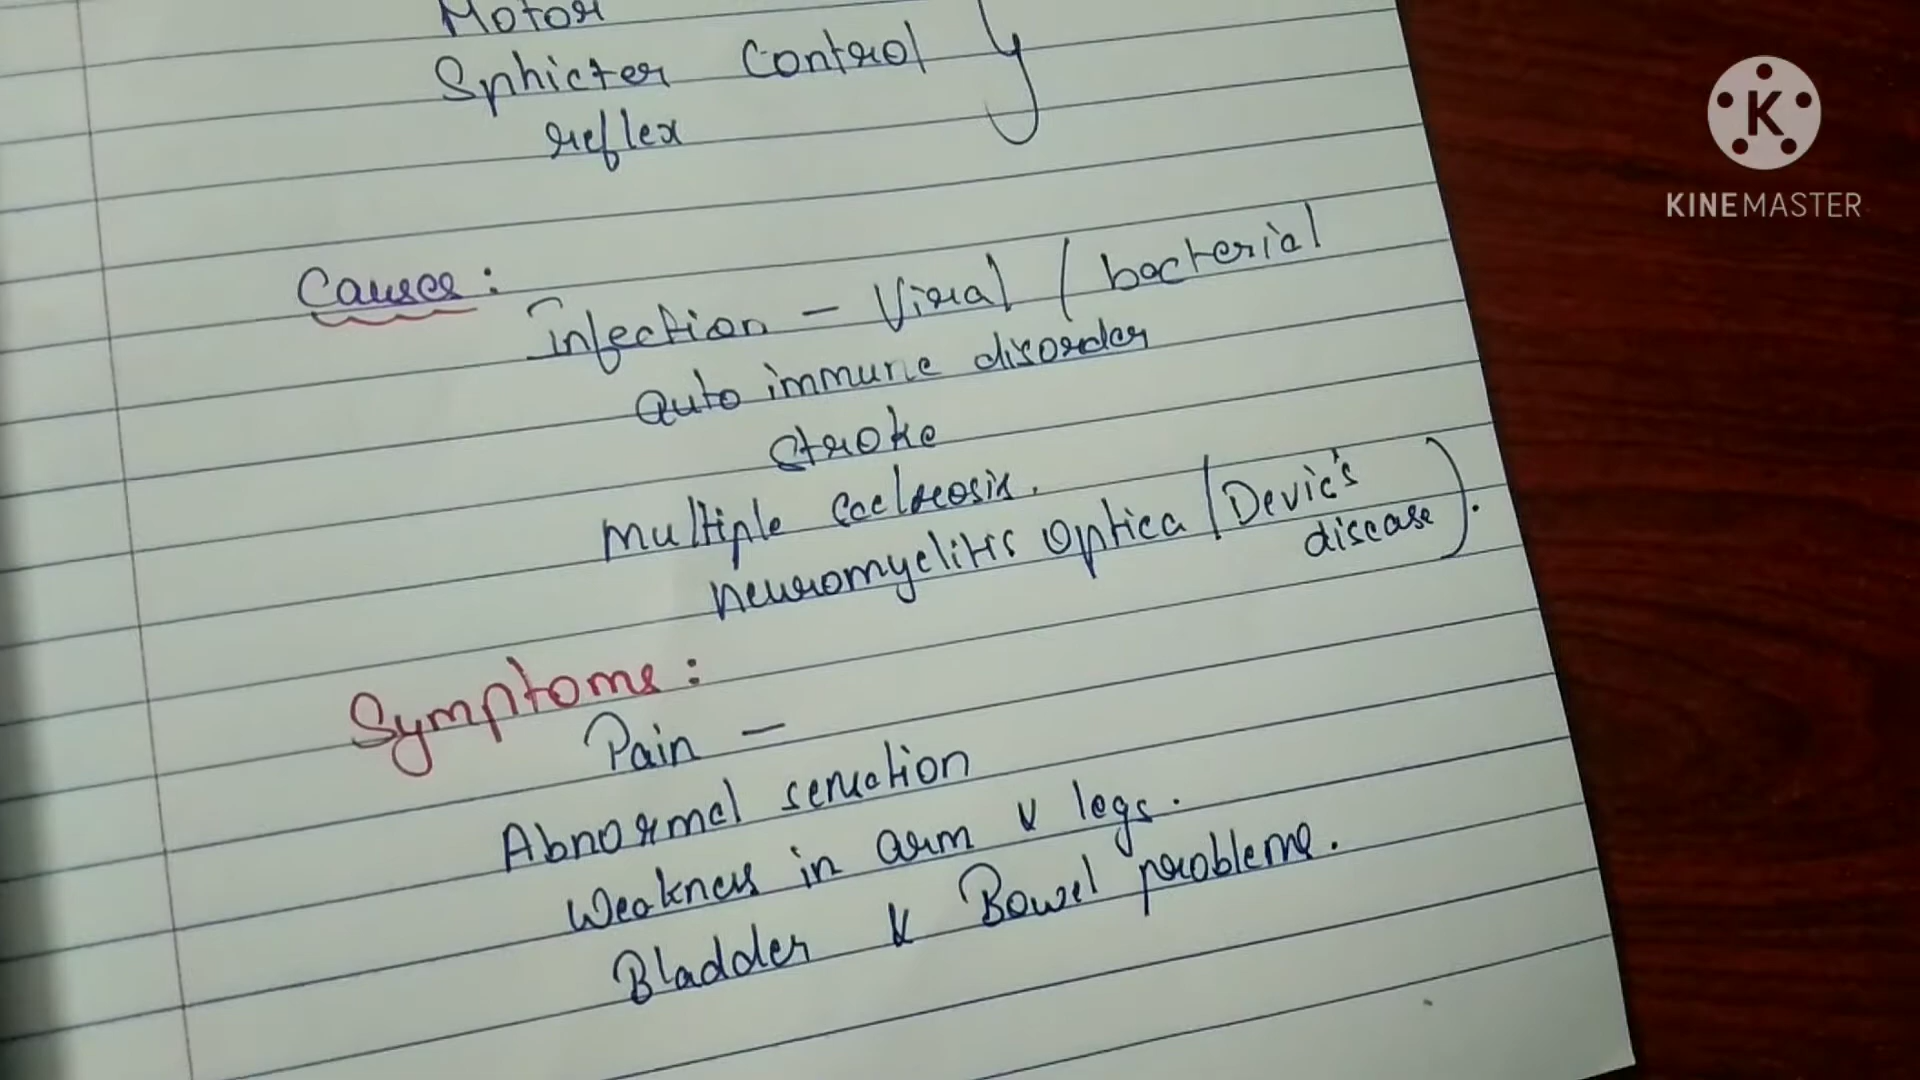 Motor
Sphicter Control
reflex
Causes:
Infection - Viral / bacterial
auto immune disorder
stroke
multiple scelrosis.
neuromyelitis optica (Devic's
disease).
Symptoms:
Pain -
Abnormal sensation
Weakness in arm & legs.
Bladder & Bowel problems.
K
KINEMASTER